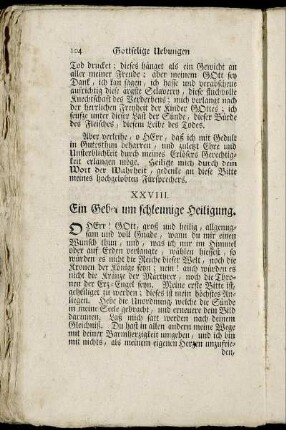 104 Gottselige Uebungen
Tod drucket; dieses hänget als ein Gewicht an
aller meiner Freude; aber meinem GOtt sey
Dank, ich kan sagen, ich hasse und verabscheue
aufrichtig diese ärgste Sclaverey, diese fluchvolle
Knechtschaft des Verderbens; mich verlangt nach
der herrlichen Freyheit der Kinder GOttes; ich
seufze unter dieser Last der Sünde, dieser Bürde
des Fleisches, diesem Leibe des Todes.
Aber verleihe, o HErr, daß ich mit Gedult
in Gutesthun beharren, und zuletzt Ehre und
Unsterblichkeit durch meines Erlösers Gerechtig-
keit erlangen möge. Heilige mich durch dein
Wort der Wahrheit, gedenke an diese Bitte
meines hochgelobten Fürsprechers.
XXVIII.
Ein Gebet um schleunige Heiligung.
O HErr! GOtt, groß und heilig, allgenug-
sam und voll Gnade, wann du mir einen
Wunsch thun, und, was ich nur im Himmel
oder auf Erden verlangte, wählen hiessest, so
würden es nicht die Reiche dieser Welt, noch die
Kronen der Könige seyn; nein! auch würden es
nicht die Kränze der Martyrer, noch die Thro-
nen der Erz-Engel seyn. Meine erste Bitte ist,
geheiliget zu werden; dieses ist mein höchstes An-
liegen. Hebe die Unordnung, welche die Sünde
in meine Seele gebracht, und erneuere dein Bild
darinnen. Laß mich satt werden nach deinem
Gleichniß. Du hast in allen andern meine Wege
mit deiner Barmherzigkeit umgeben, und ich bin
mit nichts, als meinem eigenen Herzen unzufrie-
den,